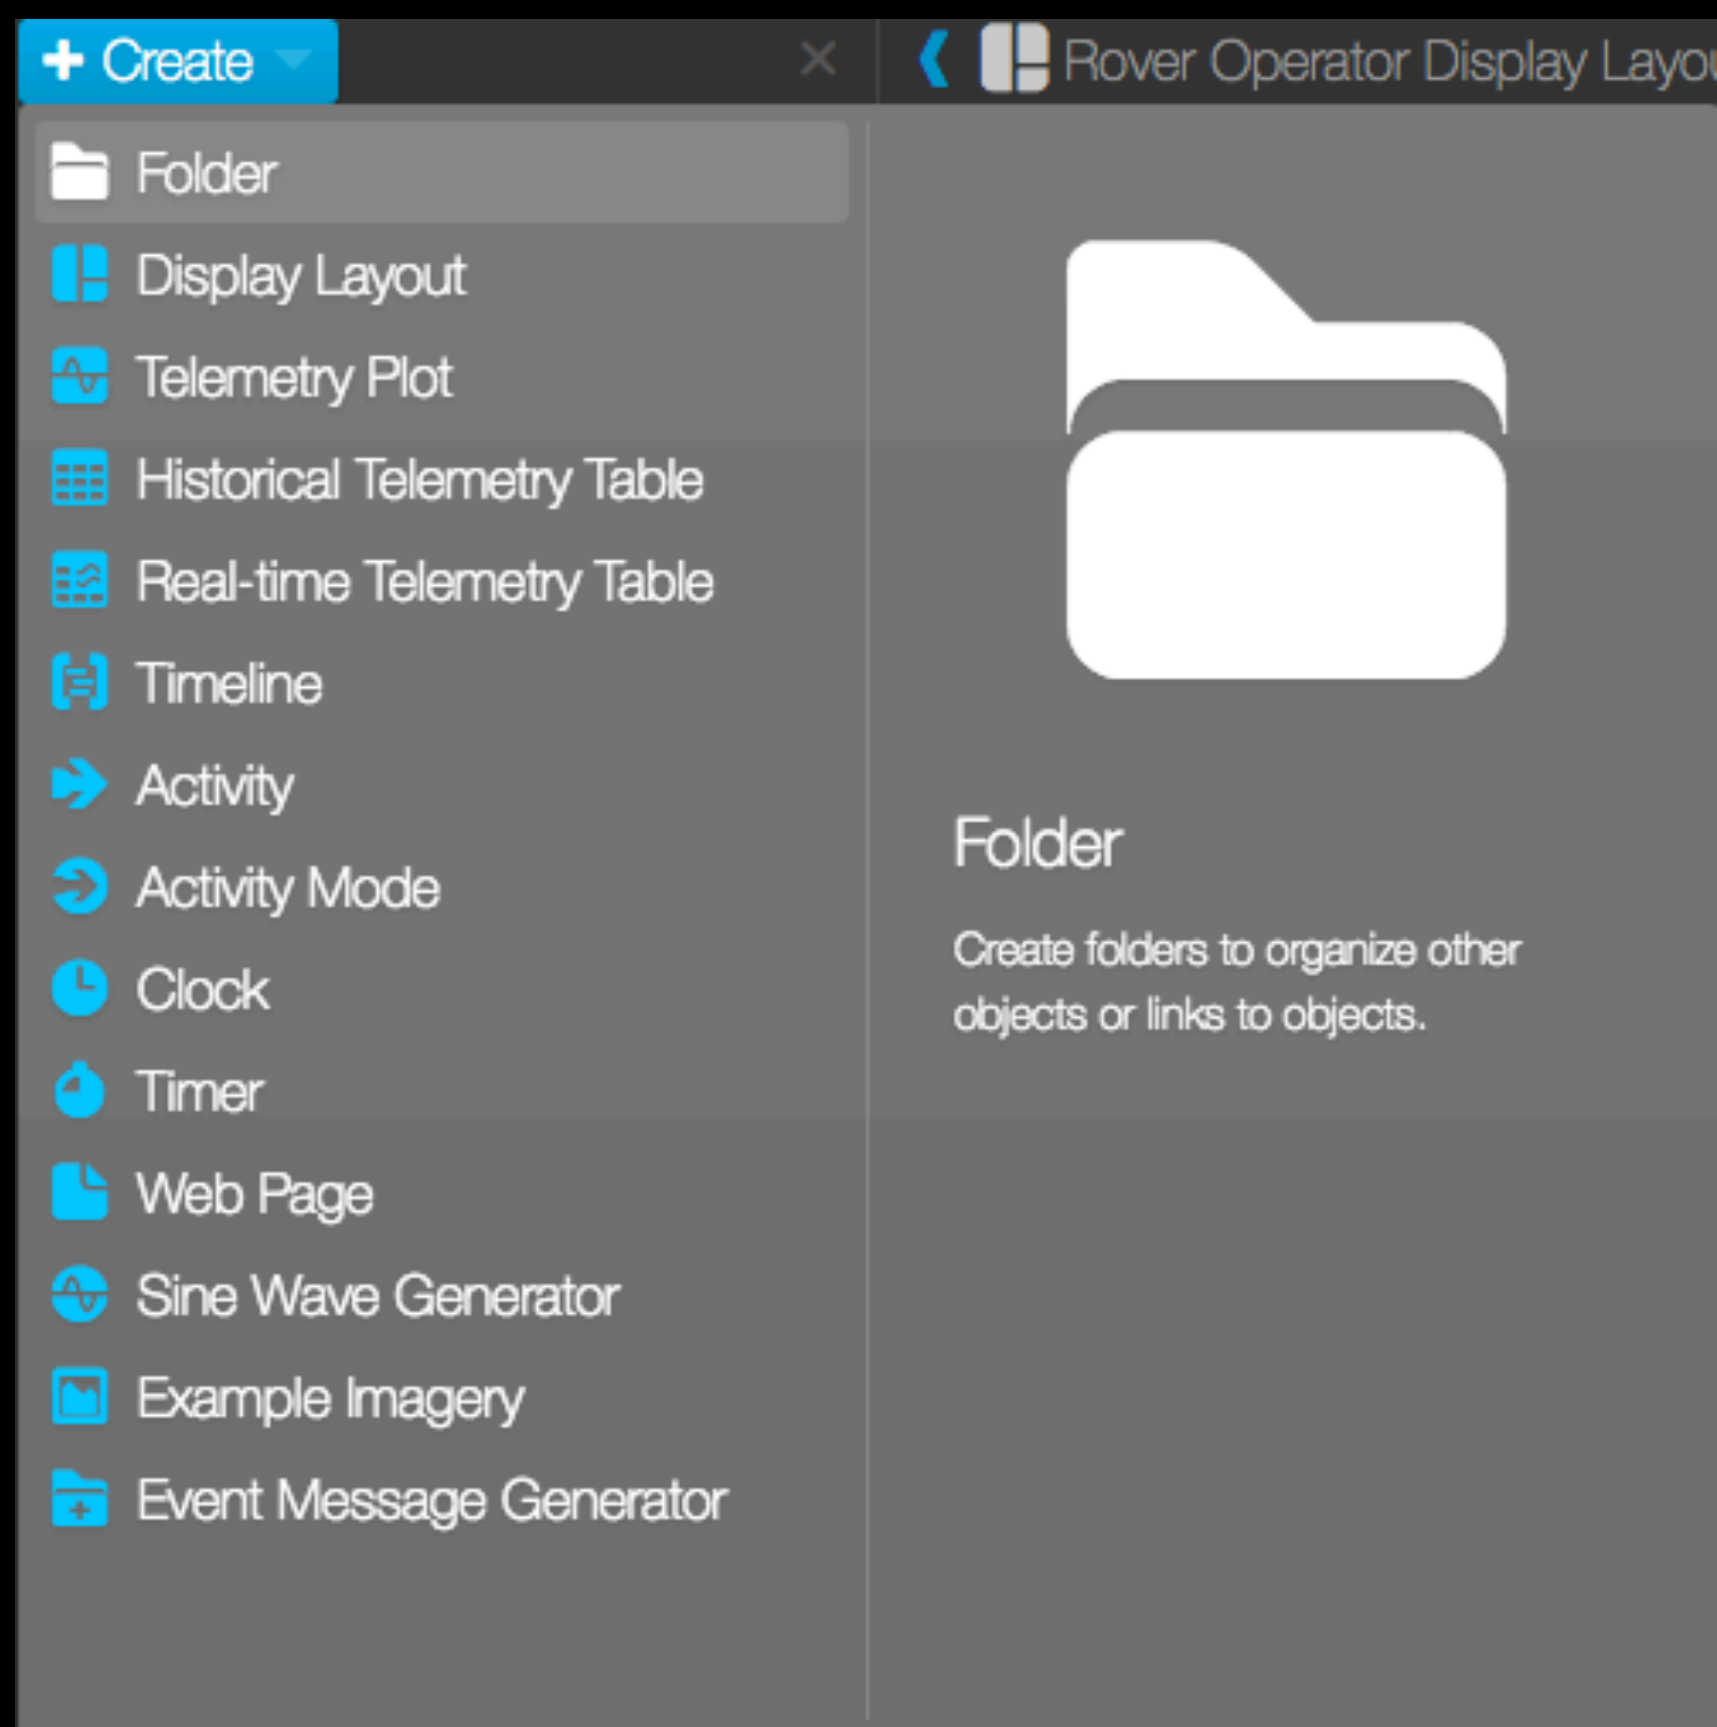 Create
Rover Operator Display
Folder
Display Layout
Telemetry Plot
Historical Telemetry Table
Real-time Telemetry Table
Timeline
Activity
Activity Mode
Clock
Timer
Web Page
Sine Wave Generator
Example Imagery
Event Message Generator
Folder
Create folders to organize other
objects or links to objects.